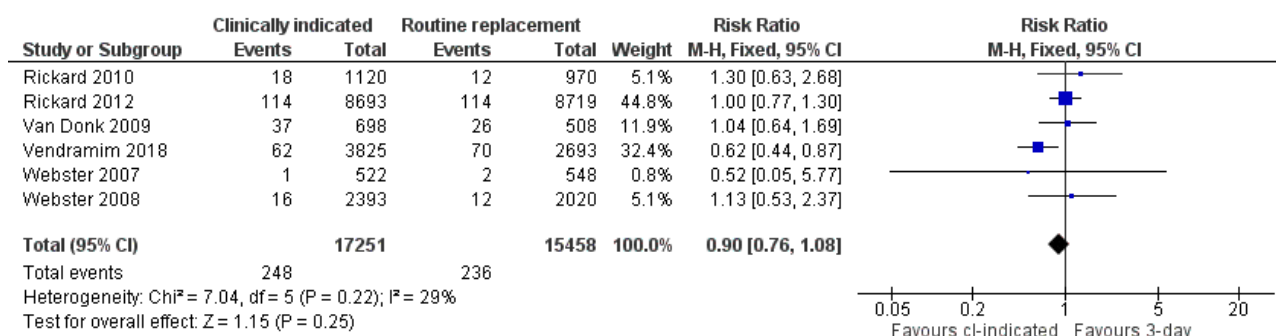 Clinically indicated Routine replacement Risk Ratio Risk Ratio
Study or Subgroup Events Total Events Total Weight M-H, Fixed, 95% CI M-H, Fixed, 95% CI
Rickard 2010 18 1120 12 970 5.1% 1.30 [0.63, 2.68]
Rickard 2012 114 8693 114 8719 44.8% 1.00 [0.77, 1.30]
Van Donk 2009 37 698 26 508 11.9% 1.04 [0.64, 1.69]
Vendramim 2018 62 3825 70 2693 32.4% 0.62 [0.44, 0.87]
Webster 2007 1 522 2 548 0.8% 0.52 [0.05, 5.77]
Webster 2008 16 2393 12 2020 5.1% 1.13 [0.53, 2.37]
Total (95% CI) 17251 15458 100.0% 0.90 [0.76, 1.08]
Total events 248 236
Heterogeneity: Chi² = 7.04, df = 5 (P = 0.22); I² = 29%
Test for overall effect: Z = 1.15 (P = 0.25)
0.05 0.2 1 5 20
Favours cl-indicated Favours 3-day